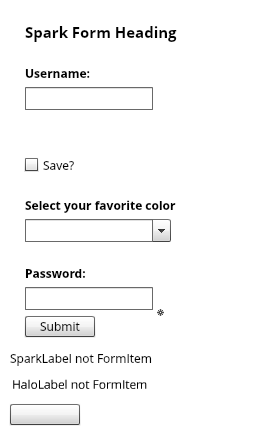 Spark Form Heading
Username:
Save?
Select your favorite color
Password:
Submit
SparkLabel not FormItem
HaloLabel not FormItem